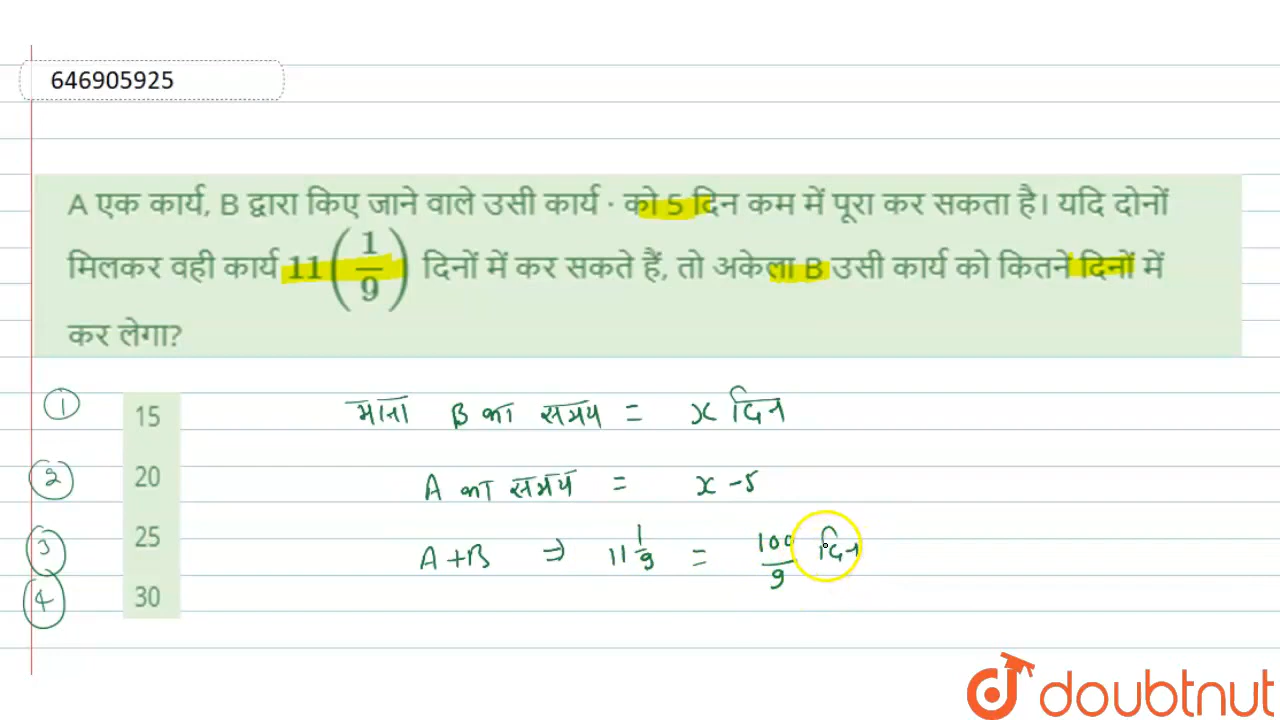 646905925
A एक कार्य, B द्वारा किए जाने वाले उसी कार्य · को 5 दिन कम में पूरा कर सकता है। यदि दोनों
मिलकर वही कार्य 11(1/9) दिनों में कर सकते हैं, तो अकेला B उसी कार्य को कितने दिनों में
कर लेगा?
1 15
माना B का समय = x दिन
2 20
A का समय = x - 5
3 25
A + B ⇒ 11 1/9 = 100/9 दिन
4 30
doubtnut